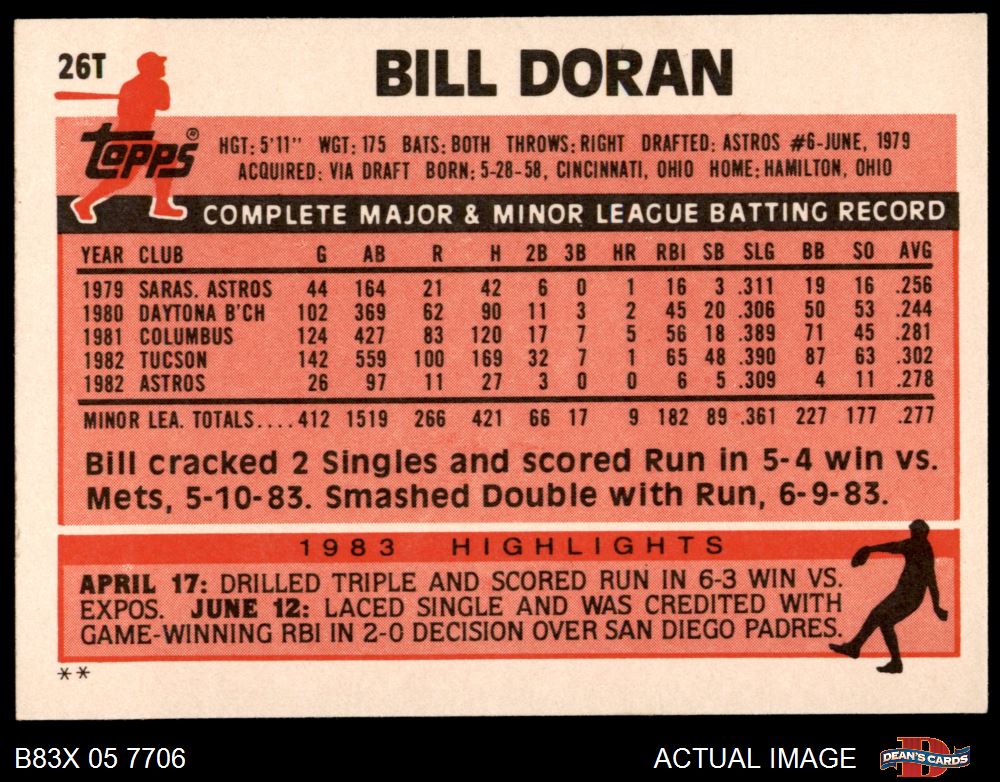 26T
BILL DORAN
Topps®
HGT: 5'11" WGT: 175 BATS: BOTH THROWS: RIGHT DRAFTED: ASTROS #6-JUNE, 1979
ACQUIRED: VIA DRAFT BORN: 5-28-58, CINCINNATI, OHIO HOME: HAMILTON, OHIO
COMPLETE MAJOR & MINOR LEAGUE BATTING RECORD
YEAR CLUB G AB R H 2B 3B HR RBI SB SLG BB SO AVG
1979 SARAS. ASTROS 44 164 21 42 6 0 1 16 3 .311 19 16 .256
1980 DAYTONA B'CH 102 369 62 90 11 3 2 45 20 .306 50 53 .244
1981 COLUMBUS 124 427 83 120 17 7 5 56 18 .389 71 45 .281
1982 TUCSON 142 559 100 169 32 7 1 65 48 .390 87 63 .302
1982 ASTROS 26 97 11 27 3 0 0 6 5 .309 4 11 .278
MINOR LEA. TOTALS....412 1519 266 421 66 17 9 182 89 .361 227 177 .277
Bill cracked 2 Singles and scored Run in 5-4 win vs.
Mets, 5-10-83. Smashed Double with Run, 6-9-83.
1983 HIGHLIGHTS
APRIL 17: DRILLED TRIPLE AND SCORED RUN IN 6-3 WIN VS.
EXPOS. JUNE 12: LACED SINGLE AND WAS CREDITED WITH
GAME-WINNING RBI IN 2-0 DECISION OVER SAN DIEGO PADRES.
**
B83X 05 7706 ACTUAL IMAGE DEAN'S CARDS